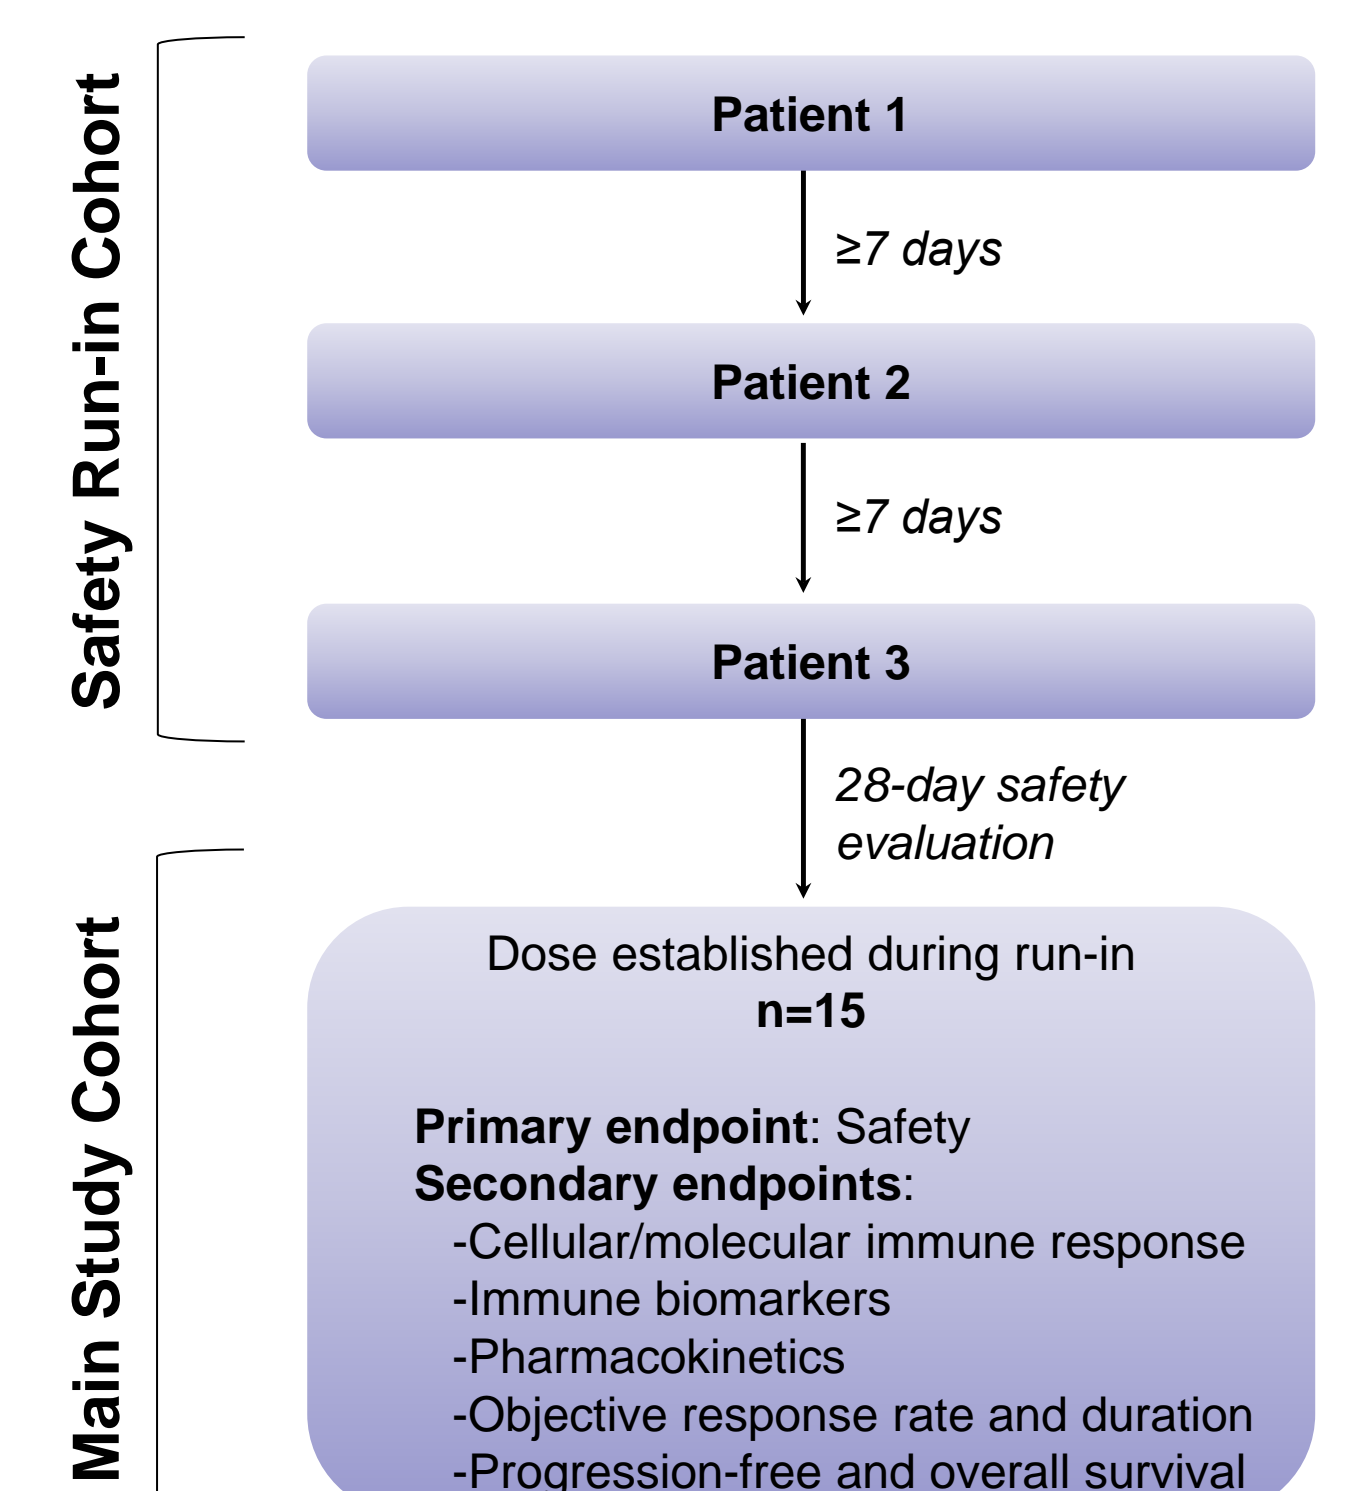 Safety Run-in Cohort
Patient 1
≥7 days
Patient 2
≥7 days
Patient 3
28-day safety
evaluation
Main Study Cohort
Dose established during run-in
n=15
Primary endpoint: Safety
Secondary endpoints:
-Cellular/molecular immune response
-Immune biomarkers
-Pharmacokinetics
-Objective response rate and duration
-Progression-free and overall survival